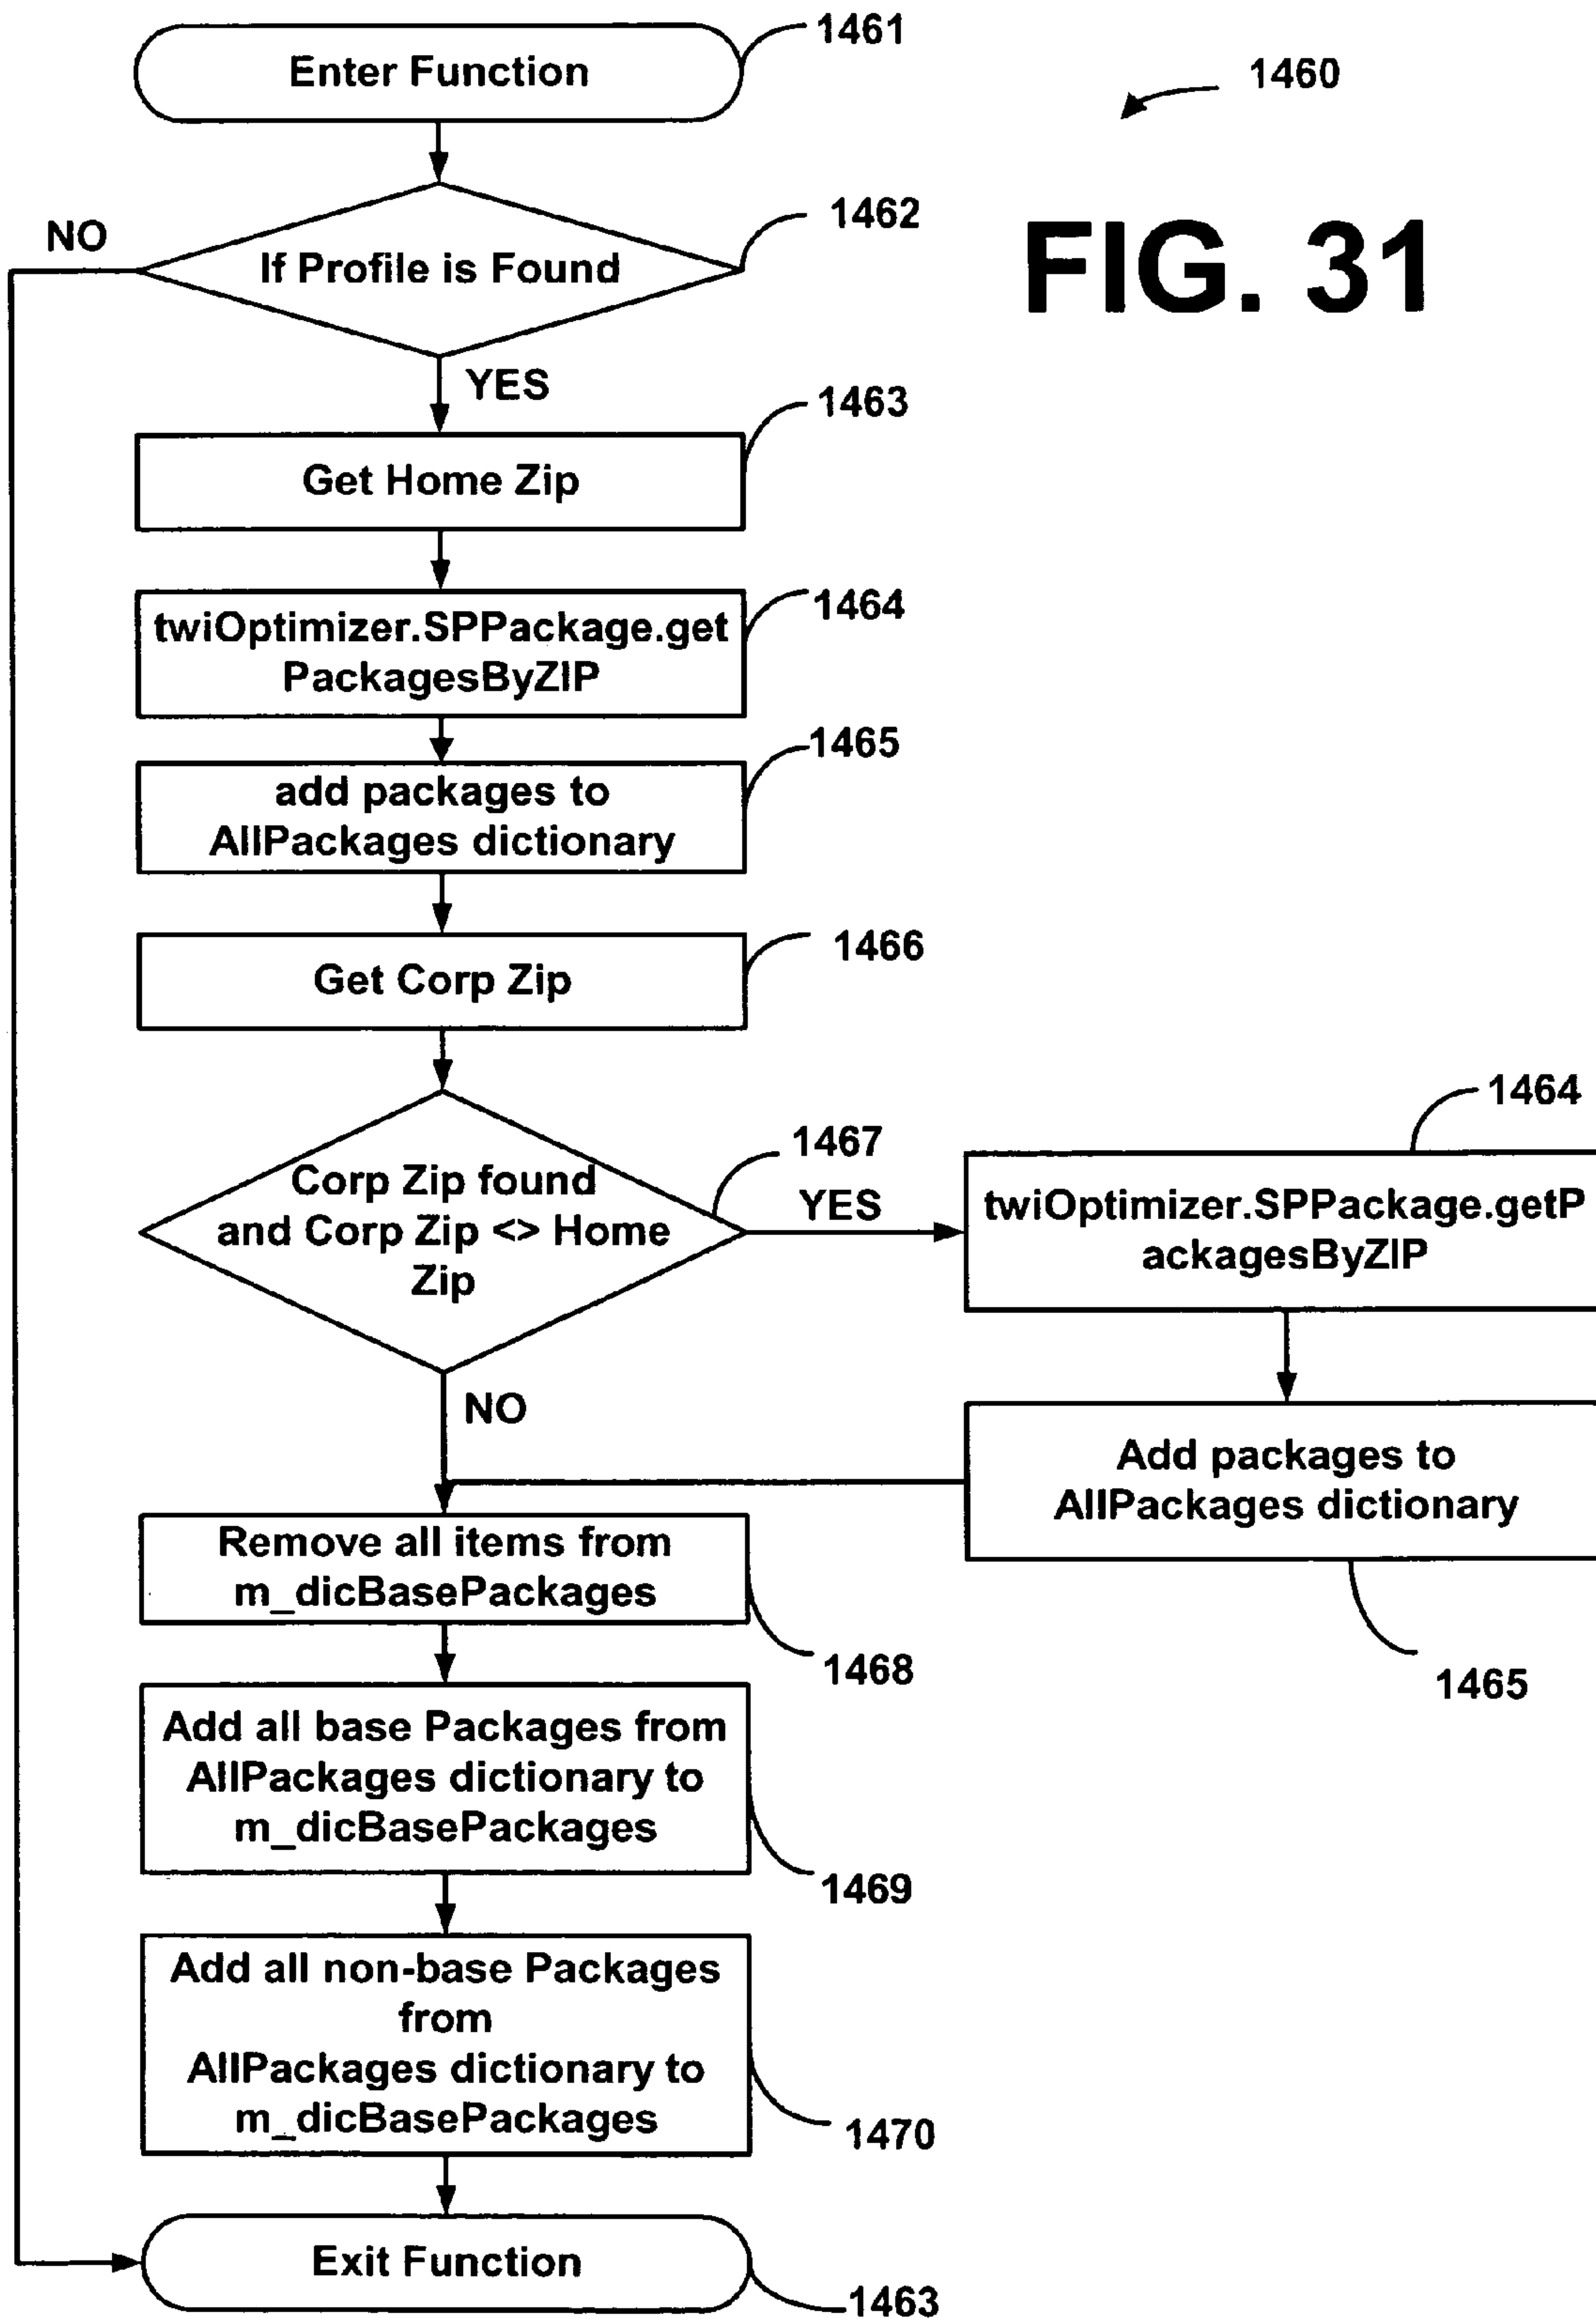 1461
Enter Function
1460
FIG. 31
1462
NO
If Profile is Found
YES
1463
Get Home Zip
1464
twiOptimizer.SPPackage.get
PackagesByZIP
1465
add packages to
AllPackages dictionary
1466
Get Corp Zip
1467
Corp Zip found
and Corp Zip <> Home
Zip
YES
1464
twiOptimizer.SPPackage.getP
ackagesByZIP
NO
Add packages to
AllPackages dictionary
1465
Remove all items from
m_dicBasePackages
1468
Add all base Packages from
AllPackages dictionary to
m_dicBasePackages
1469
Add all non-base Packages
from
AllPackages dictionary to
m_dicBasePackages
1470
Exit Function
1463